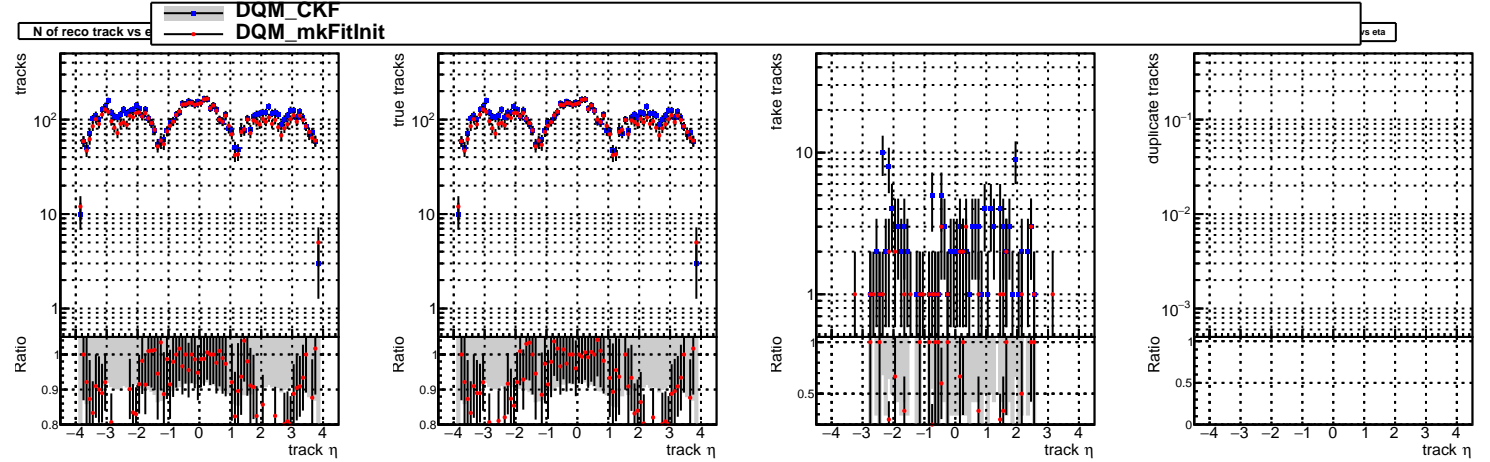 DQM_CKF
DQM_mkFitInit
N of reco track vs e
vs eta
tracks
10²
10
1
Ratio
1
0.9
0.8
−4 −3 −2 −1 0 1 2 3 4
track η
true tracks
10²
10
1
Ratio
1
0.9
0.8
−4 −3 −2 −1 0 1 2 3 4
track η
fake tracks
10
1
Ratio
1
0.5
−4 −3 −2 −1 0 1 2 3 4
track η
duplicate tracks
10⁻¹
10⁻²
10⁻³
Ratio
1
0.5
0
−4 −3 −2 −1 0 1 2 3 4
track η